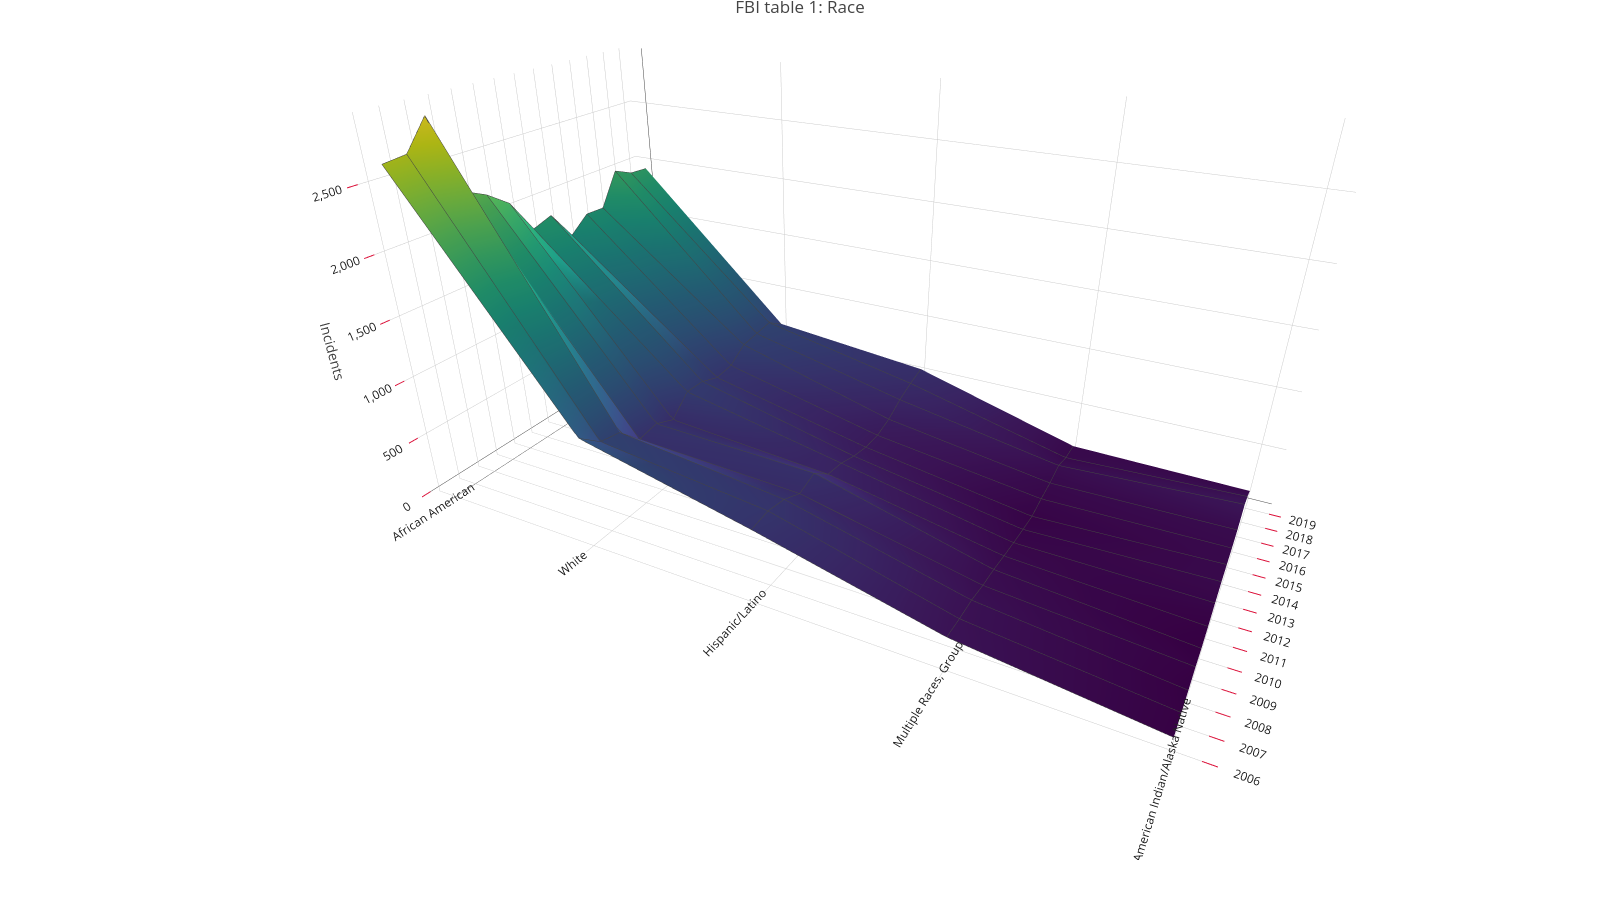 FBI table 1: Race
2,500
2,000
1,500
1,000
500
0
Incidents
African American
White
Hispanic/Latino
Multiple Races, Group
American Indian/Alaska Native
2019
2018
2017
2016
2015
2014
2013
2012
2011
2010
2009
2008
2007
2006